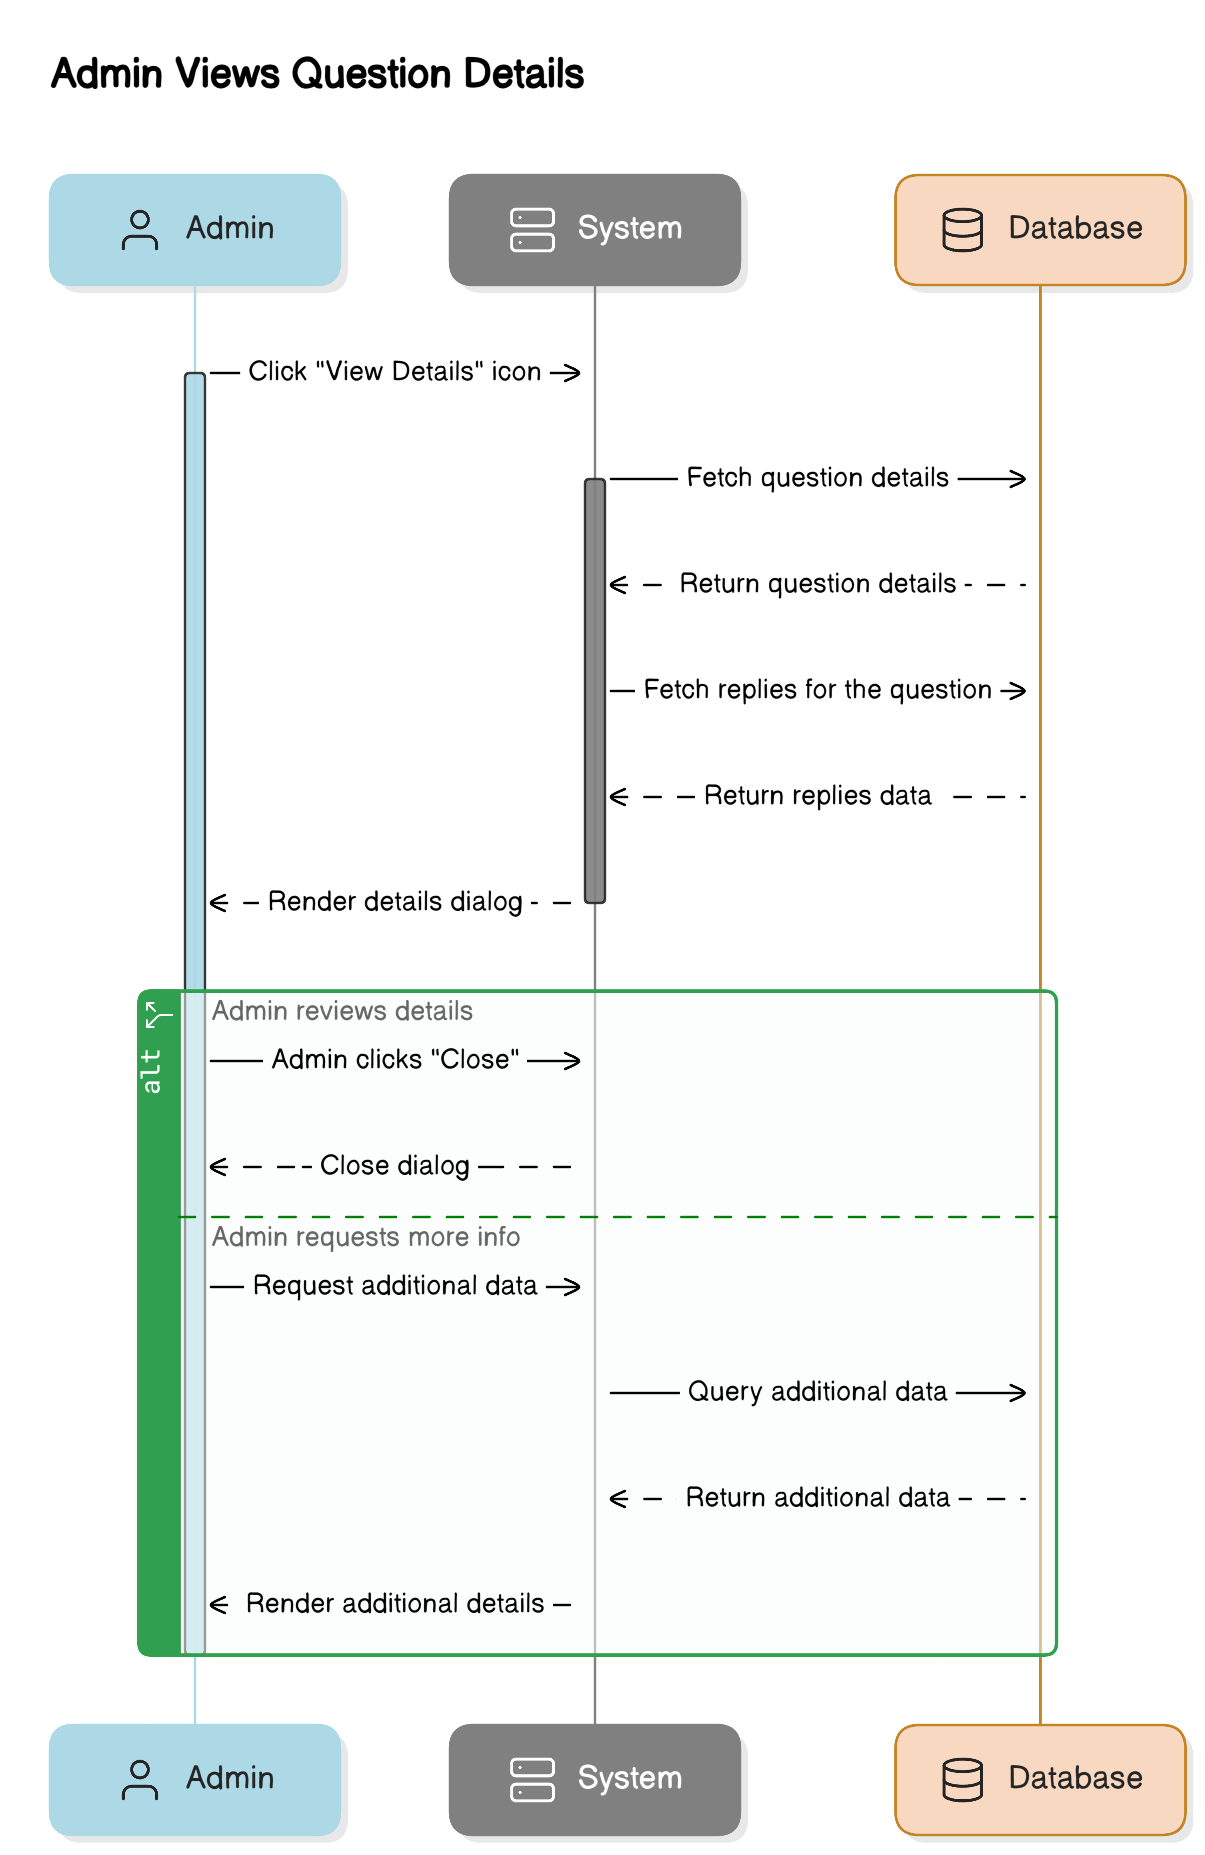 Admin Views Question Details
Admin
System
Database
Click "View Details" icon
Fetch question details
Return question details
Fetch replies for the question
Return replies data
Render details dialog
alt
Admin reviews details
Admin clicks "Close"
Close dialog
Admin requests more info
Request additional data
Query additional data
Return additional data
Render additional details
Admin
System
Database